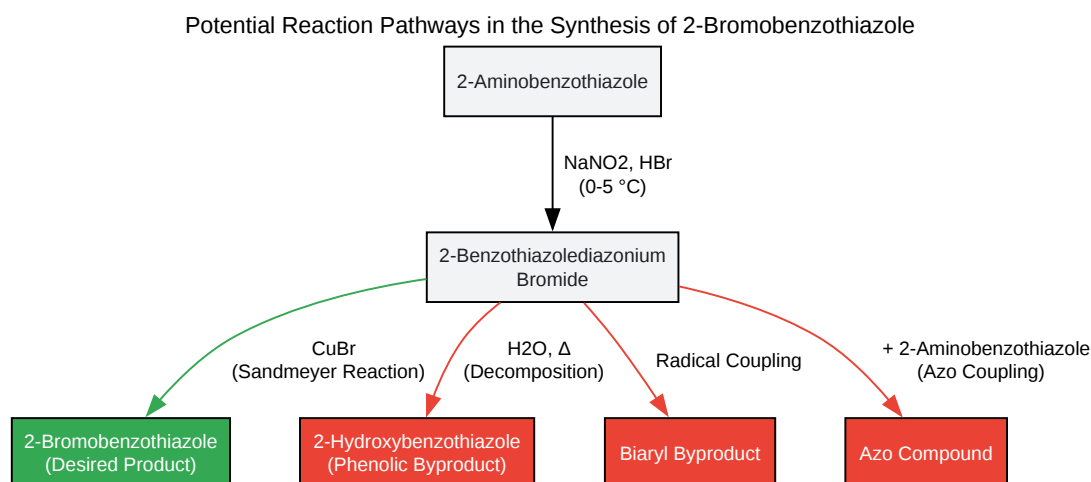 Potential Reaction Pathways in the Synthesis of 2-Bromobenzothiazole
2-Aminobenzothiazole
NaNO2, HBr
(0-5 °C)
2-Benzothiazolediazonium
Bromide
CuBr
(Sandmeyer Reaction)
H2O, Δ
(Decomposition)
Radical Coupling
+ 2-Aminobenzothiazole
(Azo Coupling)
2-Bromobenzothiazole
(Desired Product)
2-Hydroxybenzothiazole
(Phenolic Byproduct)
Biaryl Byproduct
Azo Compound